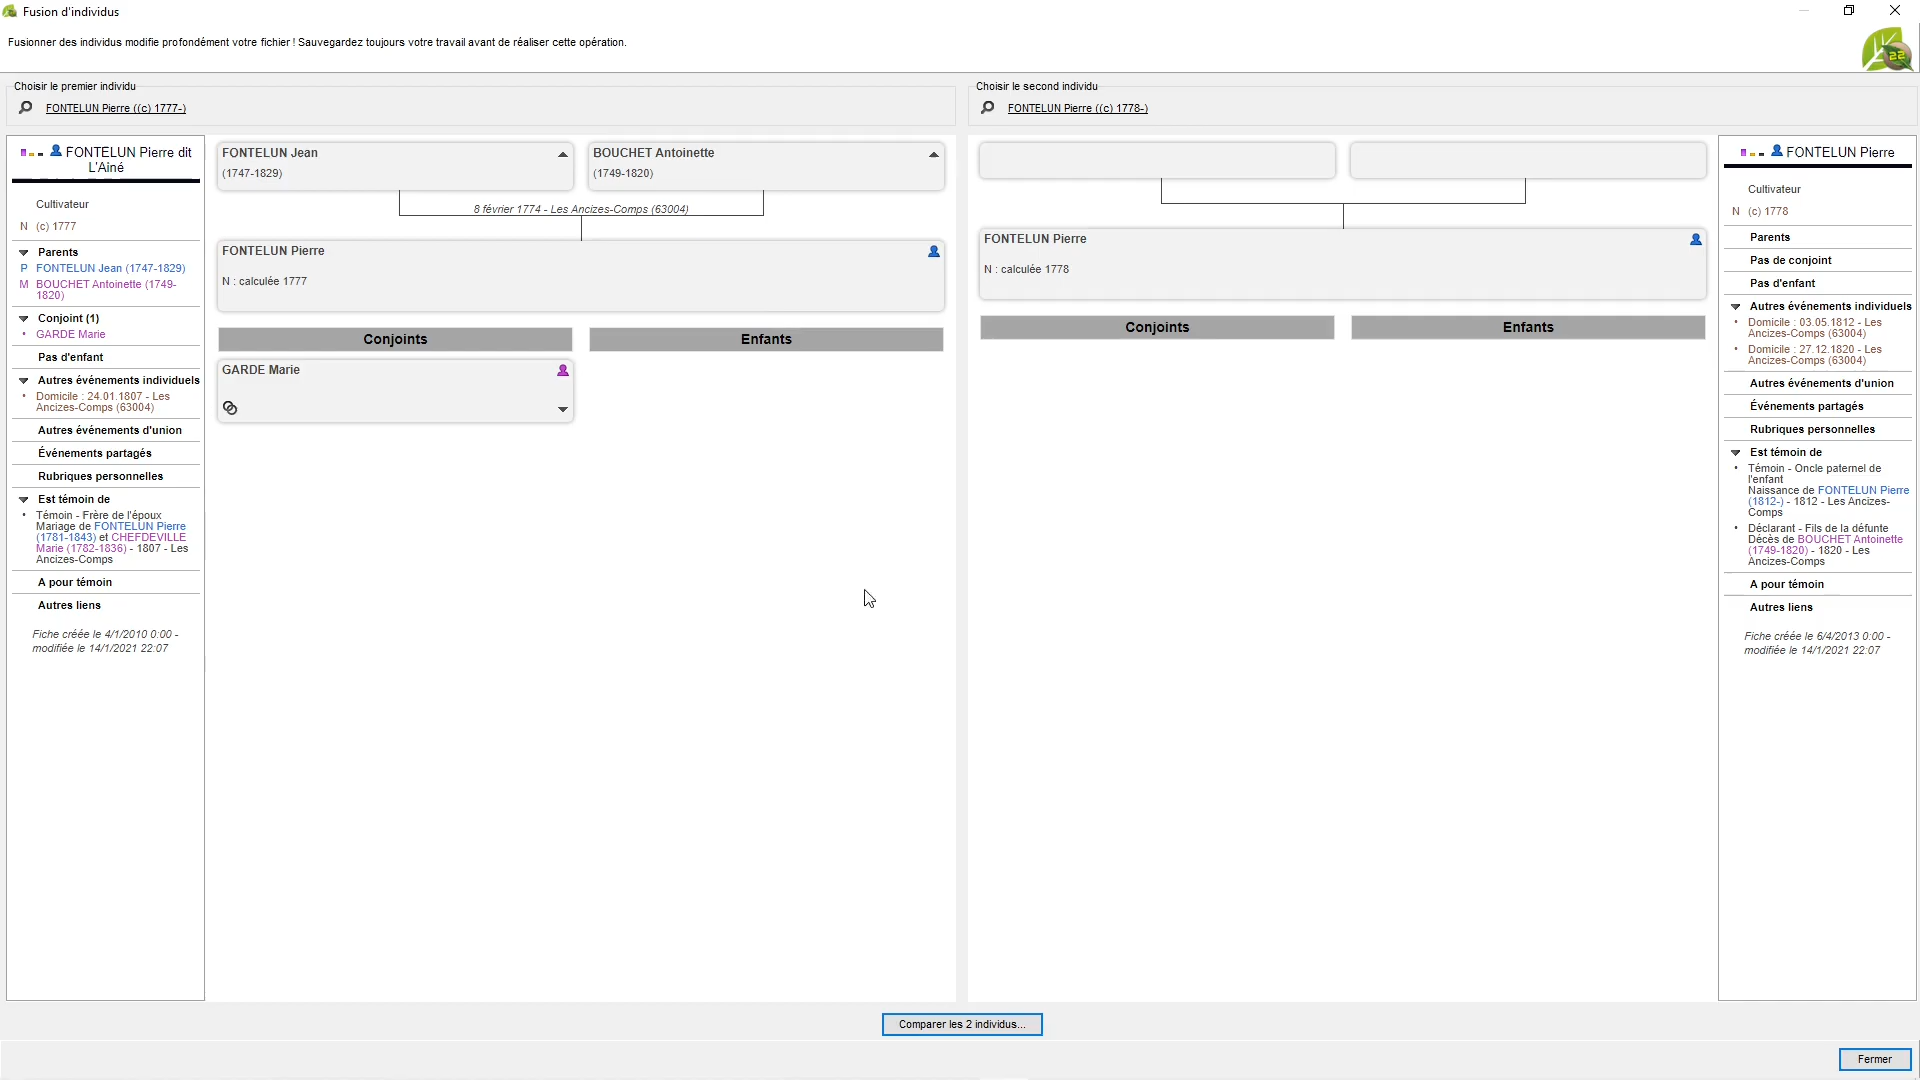 Fusion d'individus
Fusionner des individus modifie profondément votre fichier ! Sauvegardez toujours votre travail avant de réaliser cette opération.
22
Choisir le premier individu
FONTELUN Pierre ((c) 1777-)
FONTELUN Pierre dit
L'Ainé
Cultivateur
N (c) 1777
Parents
P FONTELUN Jean (1747-1829)
M BOUCHET Antoinette (1749-
1820)
Conjoint (1)
• GARDE Marie
Pas d'enfant
Autres événements individuels
• Domicile : 24.01.1807 - Les
Ancizes-Comps (63004)
Autres événements d'union
Événements partagés
Rubriques personnelles
Est témoin de
• Témoin - Frère de l'époux
Mariage de FONTELUN Pierre
(1781-1843) et CHEFDEVILLE
Marie (1782-1836) - 1807 - Les
Ancizes-Comps
A pour témoin
Autres liens
Fiche créée le 4/1/2010 0:00 -
modifiée le 14/1/2021 22:07
FONTELUN Jean
(1747-1829)
BOUCHET Antoinette
(1749-1820)
8 février 1774 - Les Ancizes-Comps (63004)
FONTELUN Pierre
N : calculée 1777
Conjoints
Enfants
GARDE Marie
Choisir le second individu
FONTELUN Pierre ((c) 1778-)
FONTELUN Pierre
N : calculée 1778
Conjoints
Enfants
FONTELUN Pierre
Cultivateur
N (c) 1778
Parents
Pas de conjoint
Pas d'enfant
Autres événements individuels
• Domicile : 03.05.1812 - Les
Ancizes-Comps (63004)
• Domicile : 27.12.1820 - Les
Ancizes-Comps (63004)
Autres événements d'union
Événements partagés
Rubriques personnelles
Est témoin de
• Témoin - Oncle paternel de
l'enfant
Naissance de FONTELUN Pierre
(1812-) - 1812 - Les Ancizes-
Comps
• Déclarant - Fils de la défunte
Décès de BOUCHET Antoinette
(1749-1820) - 1820 - Les
Ancizes-Comps
A pour témoin
Autres liens
Fiche créée le 6/4/2013 0:00 -
modifiée le 14/1/2021 22:07
Comparer les 2 individus...
Fermer